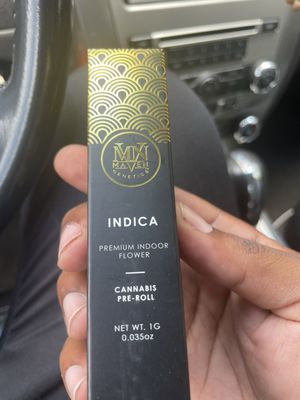 MAVEN
GENETICS
INDICA
PREMIUM INDOOR
FLOWER
CANNABIS
PRE-ROLL
NET WT. 1G
0.035oz